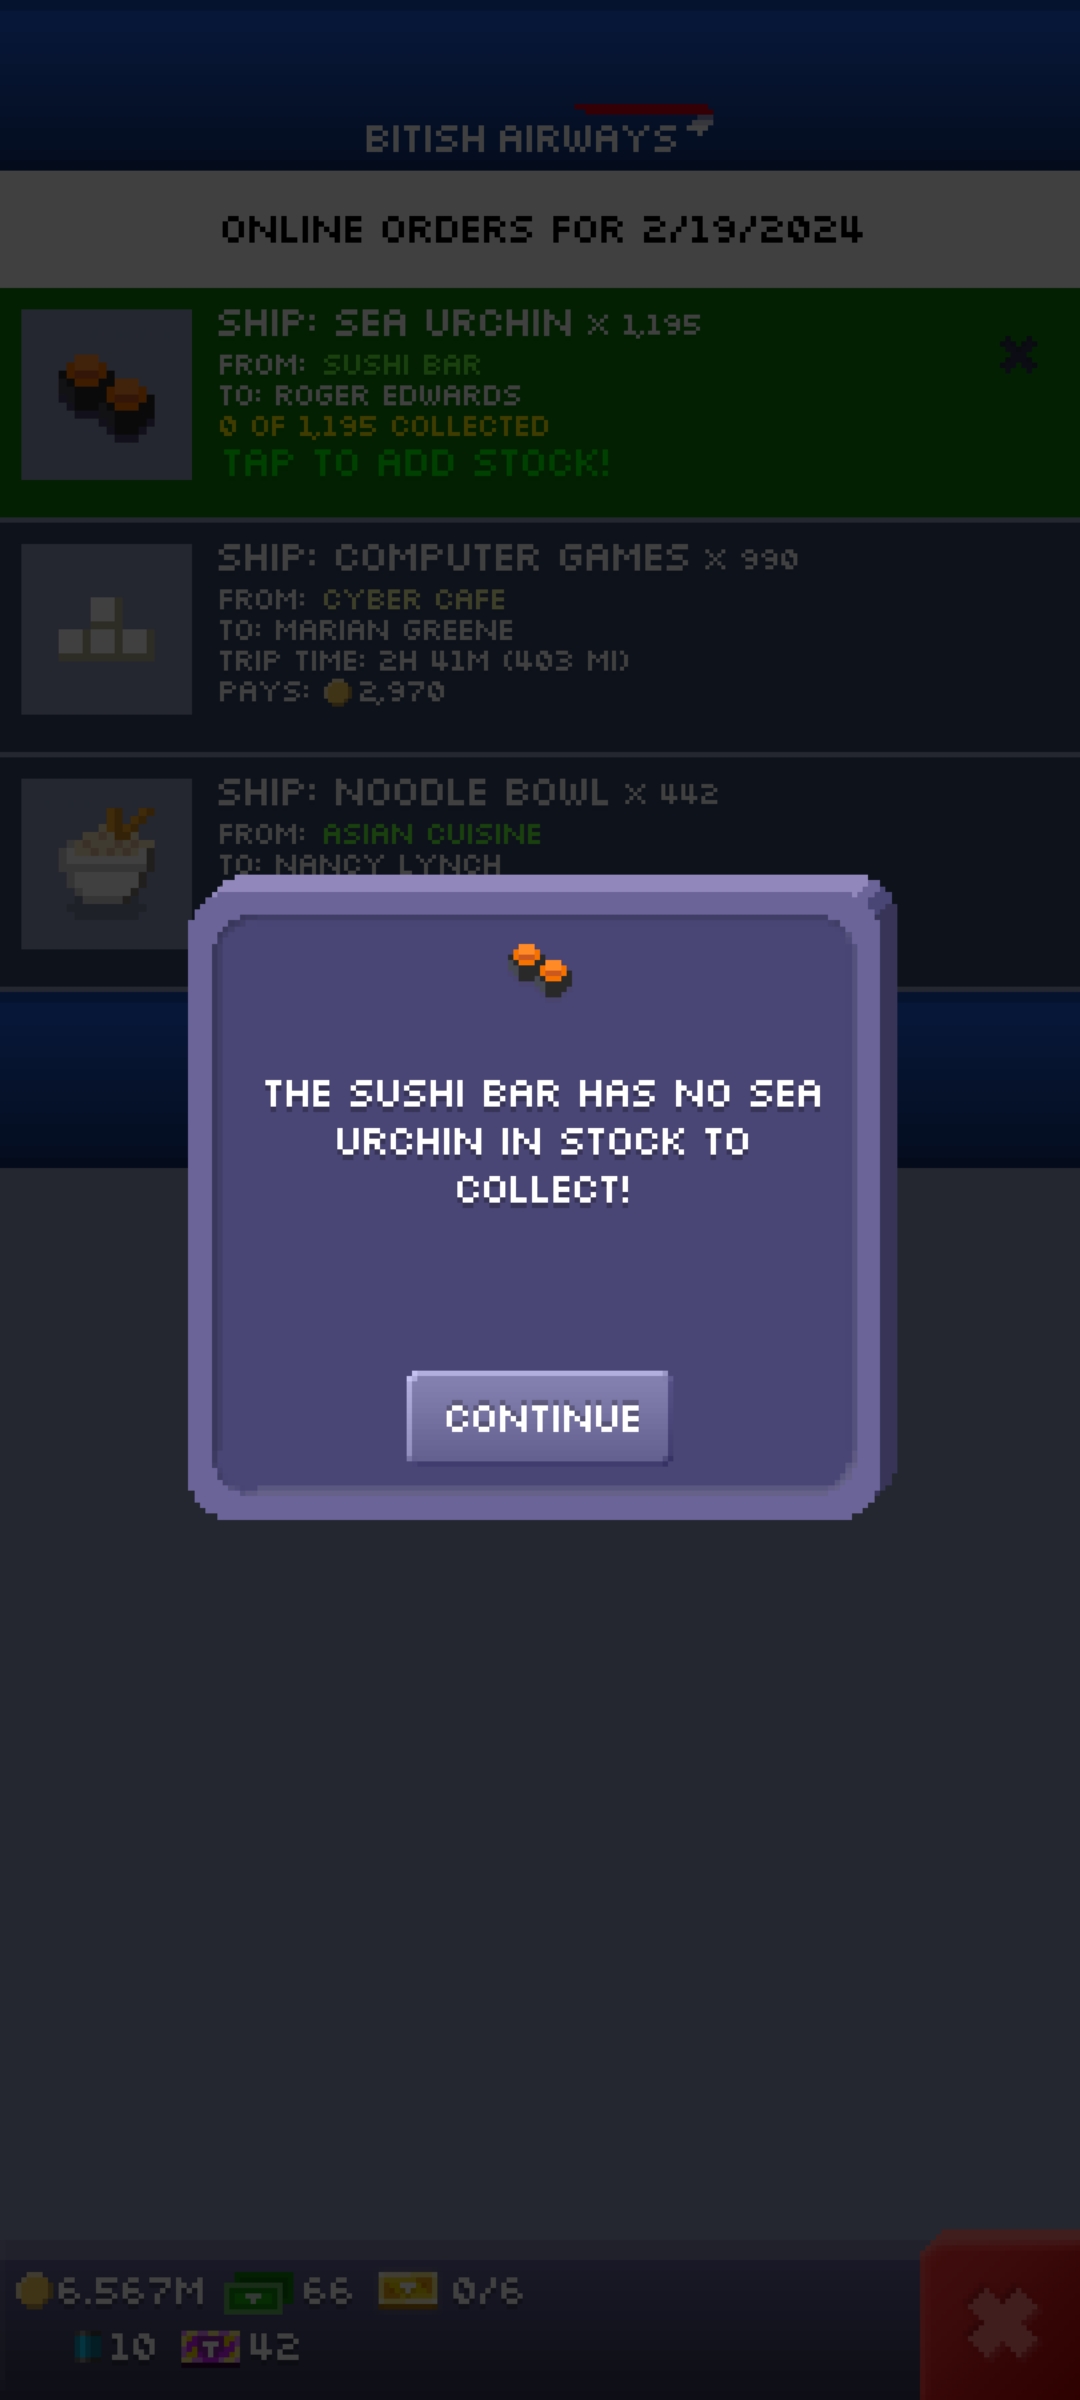 BITISH AIRWAYS
ONLINE ORDERS FOR 2/19/2024
SHIP: SEA URCHIN X 1,195
FROM: SUSHI BAR
TO: ROGER EDWARDS
0 OF 1,195 COLLECTED
TAP TO ADD STOCK!
SHIP: COMPUTER GAMES X 990
FROM: CYBER CAFE
TO: MARIAN GREENE
TRIP TIME: 2H 41M (403 MI)
PAYS: 2,970
SHIP: NOODLE BOWL X 442
FROM: ASIAN CUISINE
TO: NANCY LYNCH
THE SUSHI BAR HAS NO SEA
URCHIN IN STOCK TO
COLLECT!
CONTINUE
6.567M 66 0/6
10 T 42